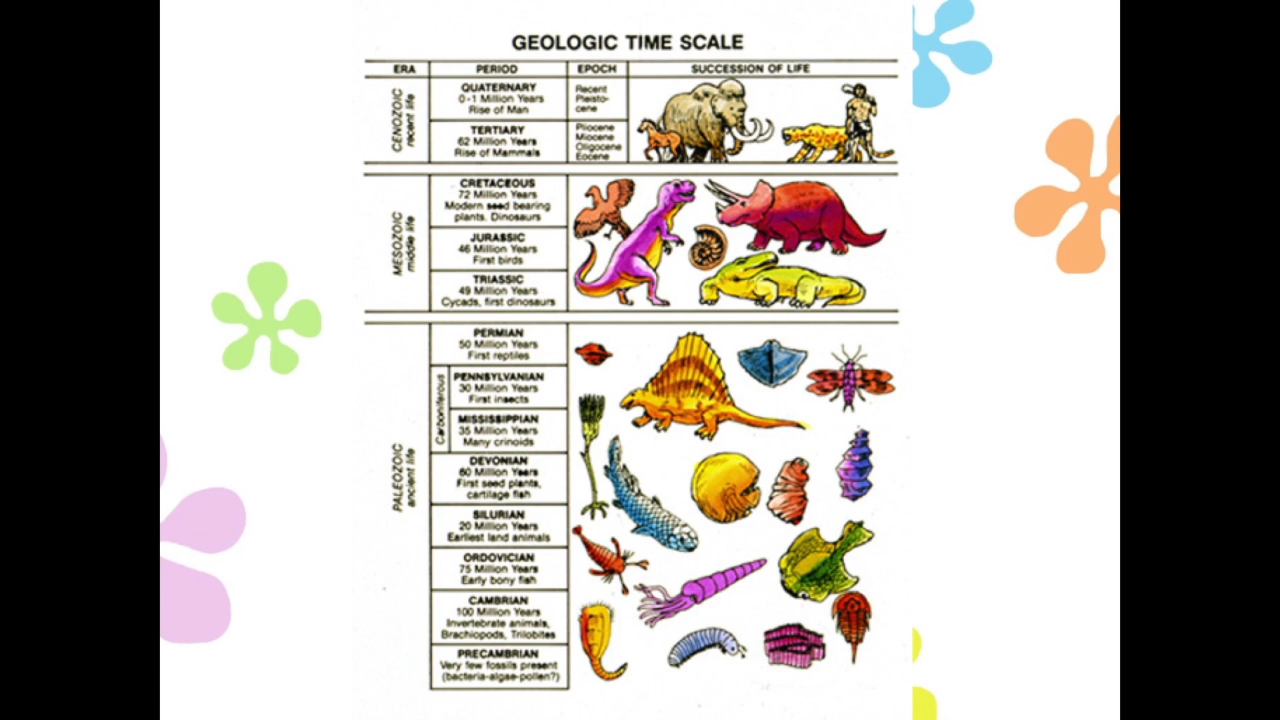 GEOLOGIC TIME SCALE
ERA PERIOD EPOCH SUCCESSION OF LIFE
CENOZOIC
recent life
QUATERNARY
0-1 Million Years
Rise of Man
Recent
Pleisto-
cene
TERTIARY
62 Million Years
Rise of Mammals
Pliocene
Miocene
Oligocene
Eocene
MESOZOIC
middle life
CRETACEOUS
72 Million Years
Modern seed bearing
plants. Dinosaurs
JURASSIC
46 Million Years
First birds
TRIASSIC
49 Million Years
Cycads, first dinosaurs
PALEOZOIC
ancient life
PERMIAN
50 Million Years
First reptiles
Carboniferous
PENNSYLVANIAN
30 Million Years
First insects
MISSISSIPPIAN
35 Million Years
Many crinoids
DEVONIAN
60 Million Years
First seed plants,
cartilage fish
SILURIAN
20 Million Years
Earliest land animals
ORDOVICIAN
75 Million Years
Early bony fish
CAMBRIAN
100 Million Years
Invertebrate animals,
Brachiopods, Trilobites
PRECAMBRIAN
Very few fossils present
(bacteria-algae-pollen?)